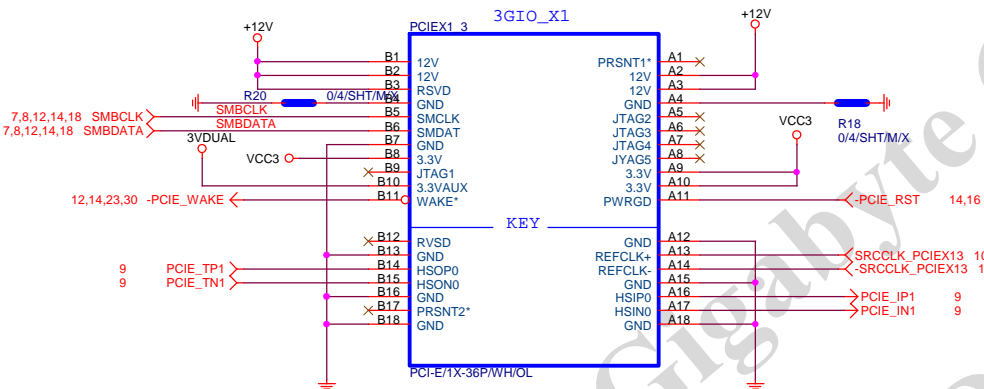 3GIO_X1
+12V
PCIEX1_3
+12V
B1 12V PRSNT1* A1
B2 12V 12V A2
B3 RSVD 12V A3
R20 0/4/SHT/M/X B4 GND GND A4
7,8,12,14,18 SMBCLK SMBCLK B5 SMCLK JTAG2 A5
7,8,12,14,18 SMBDATA SMBDATA B6 SMDAT JTAG3 A6
R18
0/4/SHT/M/X
3VDUAL B7 GND JTAG4 A7 VCC3
VCC3 B8 3.3V JYAG5 A8
B9 JTAG1 3.3V A9
B10 3.3VAUX 3.3V A10
12,14,23,30 -PCIE_WAKE B11 WAKE* PWRGD A11 -PCIE_RST 14,16
KEY
B12 RVSD GND A12
B13 GND REFCLK+ A13 SRCCLK_PCIEX13 10
9 PCIE_TP1 B14 HSOP0 REFCLK- A14 -SRCCLK_PCIEX13 1
9 PCIE_TN1 B15 HSON0 GND A15
B16 GND HSIP0 A16 PCIE_IP1 9
B17 PRSNT2* HSIN0 A17 PCIE_IN1 9
B18 GND GND A18
PCI-E/1X-36P/WH/OL
Gigabyte